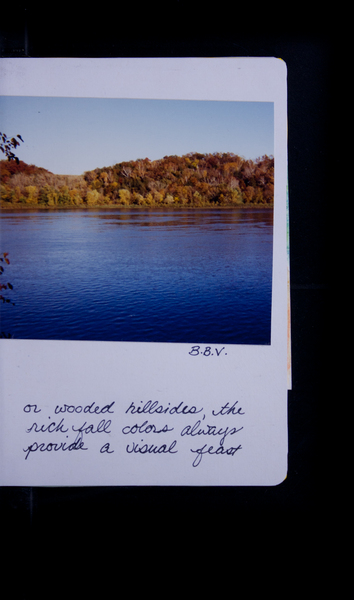 B.B.V.
or wooded hillsides, the
rich fall colors always
provide a visual feast